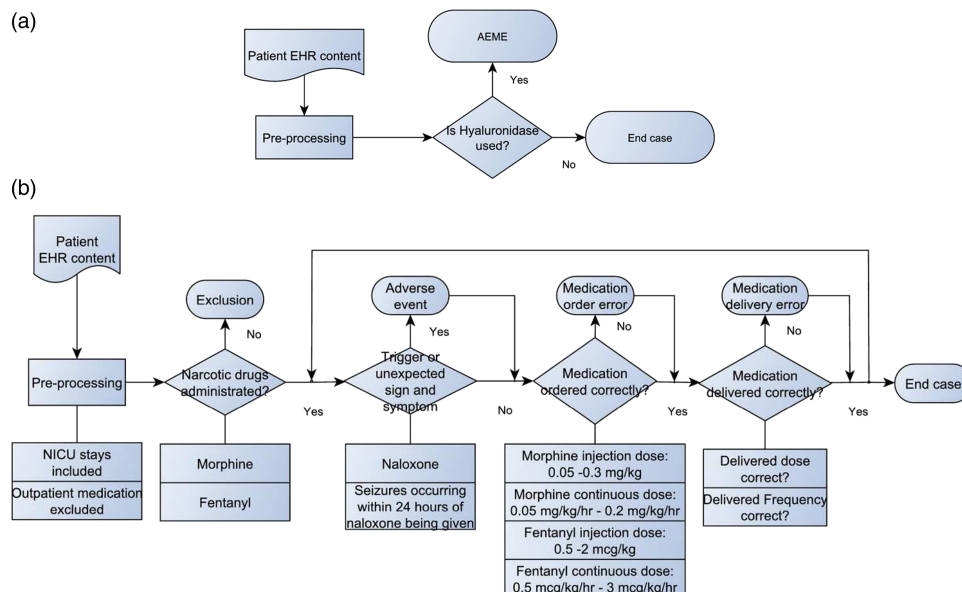 (a)
Patient EHR content
Pre-processing
Is Hyaluronidase
used?
Yes
AEME
No
End case
(b)
Patient
EHR content
Pre-processing
NICU stays
included
Outpatient medication
excluded
Exclusion
No
Narcotic drugs
administrated?
Yes
Morphine
Fentanyl
Adverse
event
Yes
Trigger or
unexpected
sign and
symptom
No
Naloxone
Seizures occurring
within 24 hours of
naloxone being given
Medication
order error
No
Medication
ordered correctly?
Yes
Morphine injection dose:
0.05 -0.3 mg/kg
Morphine continuous dose:
0.05 mg/kg/hr - 0.2 mg/kg/hr
Fentanyl injection dose:
0.5 -2 mcg/kg
Fentanyl continuous dose:
0.5 mcg/kg/hr - 3 mcg/kg/hr
Medication
delivery error
No
Medication
delivered correctly?
Yes
Delivered dose
correct?
Delivered Frequency
correct?
End case